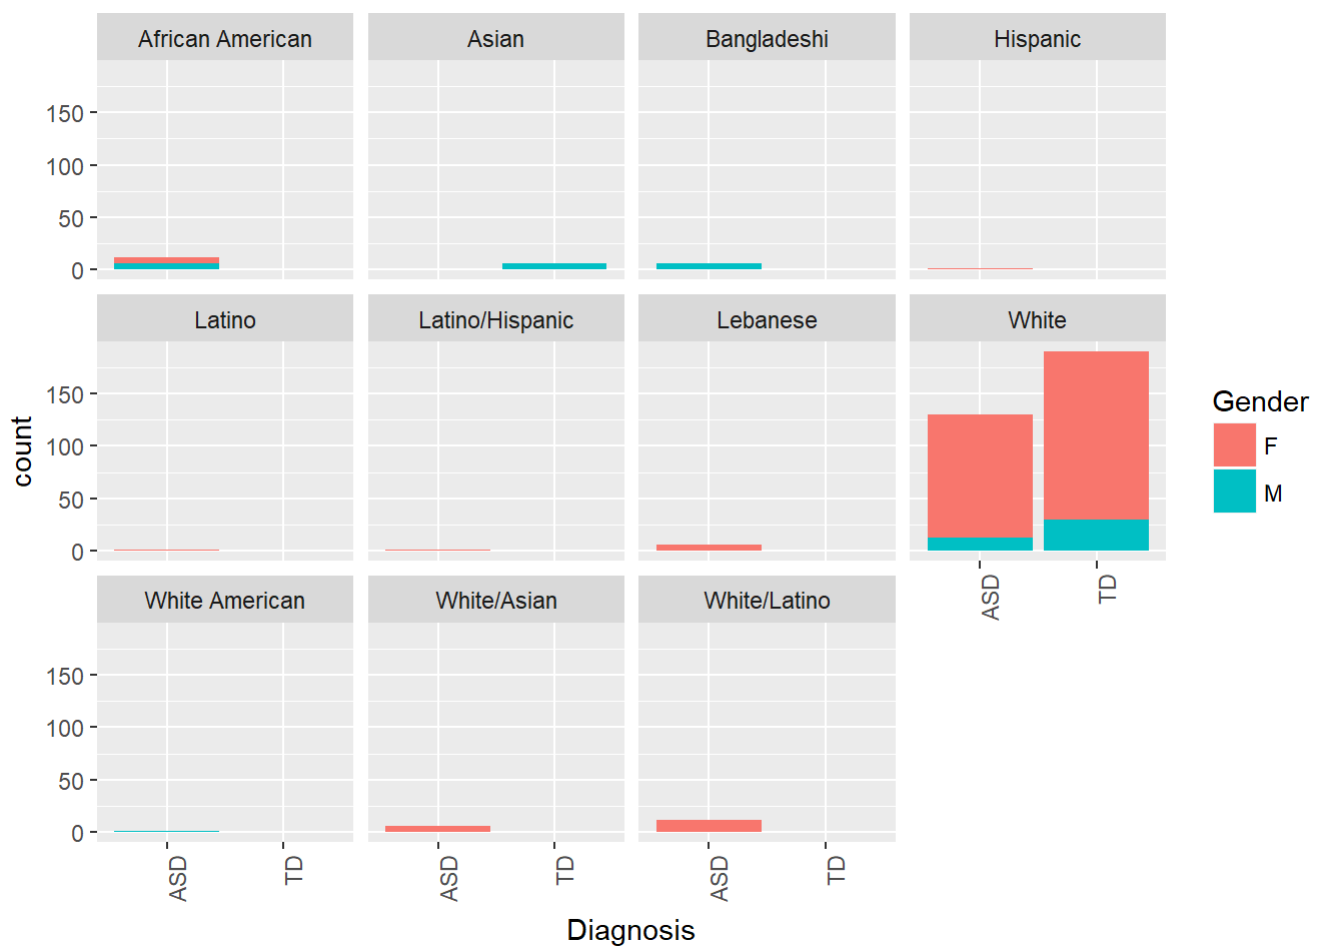 African American
Asian
Bangladeshi
Hispanic
150
100
50
0
Latino
Latino/Hispanic
Lebanese
White
150
100
50
0
ASD
TD
White American
White/Asian
White/Latino
150
100
50
0
ASD
TD
ASD
TD
ASD
TD
Diagnosis
count
Gender
F
M